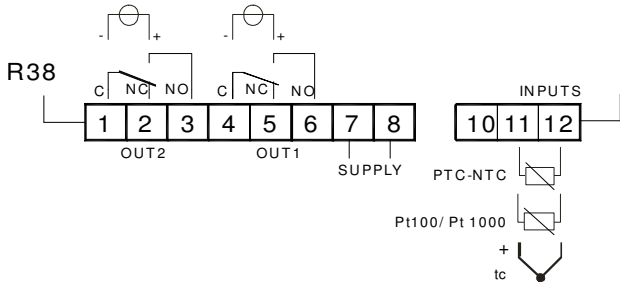 - + - +
R38
C NC NO C NC NO INPUTS
1 2 3 4 5 6 7 8 10 11 12
OUT2 OUT1
SUPPLY PTC-NTC
Pt100/ Pt 1000
+
tc